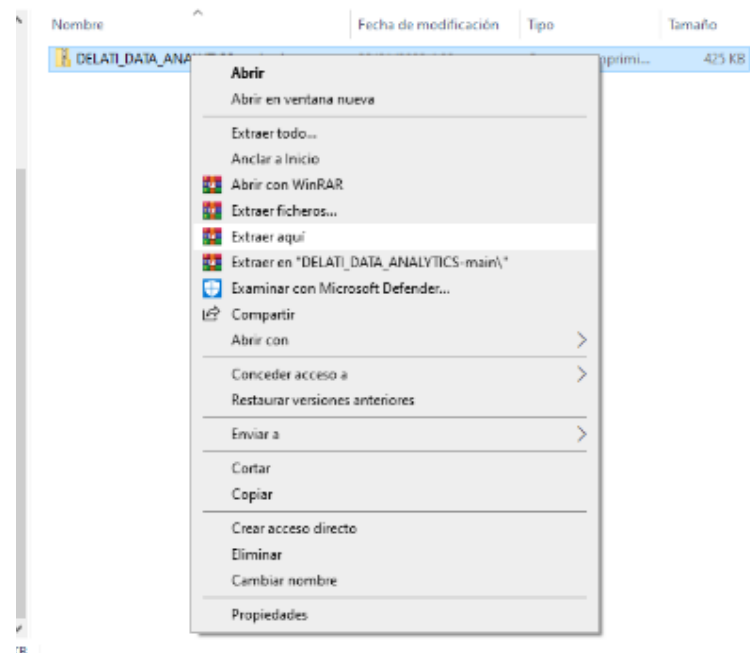 Nombre Fecha de modificación Tipo Tamaño
DELATI_DATA_ANA 425 KB
Abrir
Abrir en ventana nueva
Extraer todo...
Anclar a Inicio
Abrir con WinRAR
Extraer ficheros...
Extraer aquí
Extraer en "DELATI_DATA_ANALYTICS-main\"
Examinar con Microsoft Defender...
Compartir
Abrir con
Conceder acceso a
Restaurar versiones anteriores
Enviar a
Cortar
Copiar
Crear acceso directo
Eliminar
Cambiar nombre
Propiedades